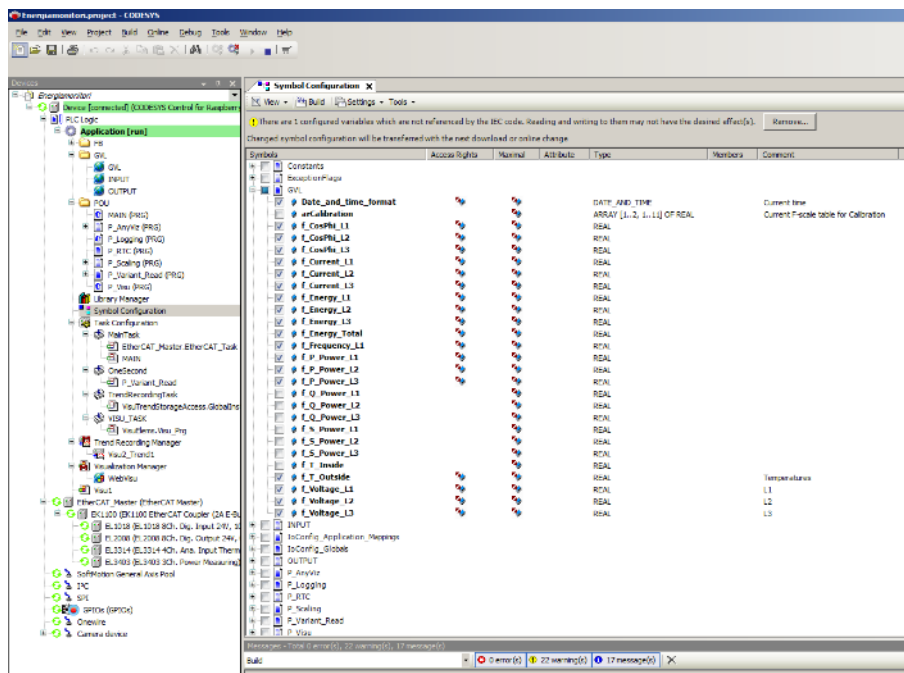 Energiamonitori.project - CODESYS
File Edit View Project Build Online Debug Tools Window Help
Devices
Energiamonitori
Device [connected] (CODESYS Control for Raspberr
PLC Logic
Application [run]
FB
GVL
GVL
INPUT
OUTPUT
POU
MAIN (PRG)
P_AnyViz (PRG)
P_Logging (PRG)
P_RTC (PRG)
P_Scaling (PRG)
P_Variant_Read (PRG)
P_Visu (PRG)
Library Manager
Symbol Configuration
Task Configuration
MainTask
EtherCAT_Master.EtherCAT_Task
MAIN
OneSecond
P_Variant_Read
TrendRecordingTask
VisuTrendStorageAccess.GlobalIns
VISU_TASK
VisuElems.Visu_Prg
Trend Recording Manager
Visu2_Trend1
Visualization Manager
WebVisu
Visu1
EtherCAT_Master (EtherCAT Master)
EK1100 (EK1100 EtherCAT Coupler (2A E-Bu
EL1018 (EL1018 8Ch. Dig. Input 24V, 10
EL2008 (EL2008 8Ch. Dig. Output 24V,
EL3314 (EL3314 4Ch. Ana. Input Therm
EL3403 (EL3403 3Ch. Power Measuring)
SoftMotion General Axis Pool
I²C
SPI
GPIOs (GPIOs)
Onewire
Camera device
Symbol Configuration X
View Build Settings Tools
There are 1 configured variables which are not referenced by the IEC code. Reading and writing to them may not have the desired effect(s). Remove...
Changed symbol configuration will be transferred with the next download or online change.
Symbols Access Rights Maximal Attribute Type Members Comment
Constants
ExceptionFlags
GVL
Date_and_time_format DATE_AND_TIME Current time
arCalibration ARRAY [1..2, 1..11] OF REAL Current F-scale table for Calibration
f_CosPhi_L1 REAL
f_CosPhi_L2 REAL
f_CosPhi_L3 REAL
f_Current_L1 REAL
f_Current_L2 REAL
f_Current_L3 REAL
f_Energy_L1 REAL
f_Energy_L2 REAL
f_Energy_L3 REAL
f_Energy_Total REAL
f_Frequency_L1 REAL
f_P_Power_L1 REAL
f_P_Power_L2 REAL
f_P_Power_L3 REAL
f_Q_Power_L1 REAL
f_Q_Power_L2 REAL
f_Q_Power_L3 REAL
f_S_Power_L1 REAL
f_S_Power_L2 REAL
f_S_Power_L3 REAL
f_T_Inside REAL
f_T_Outside REAL Temperatures
f_Voltage_L1 REAL L1
f_Voltage_L2 REAL L2
f_Voltage_L3 REAL L3
INPUT
IoConfig_Application_Mappings
IoConfig_Globals
OUTPUT
P_AnyViz
P_Logging
P_RTC
P_Scaling
P_Variant_Read
P_Visu
Messages - Total 0 error(s), 22 warning(s), 17 message(s)
Build 0 error(s) 22 warning(s) 17 message(s)